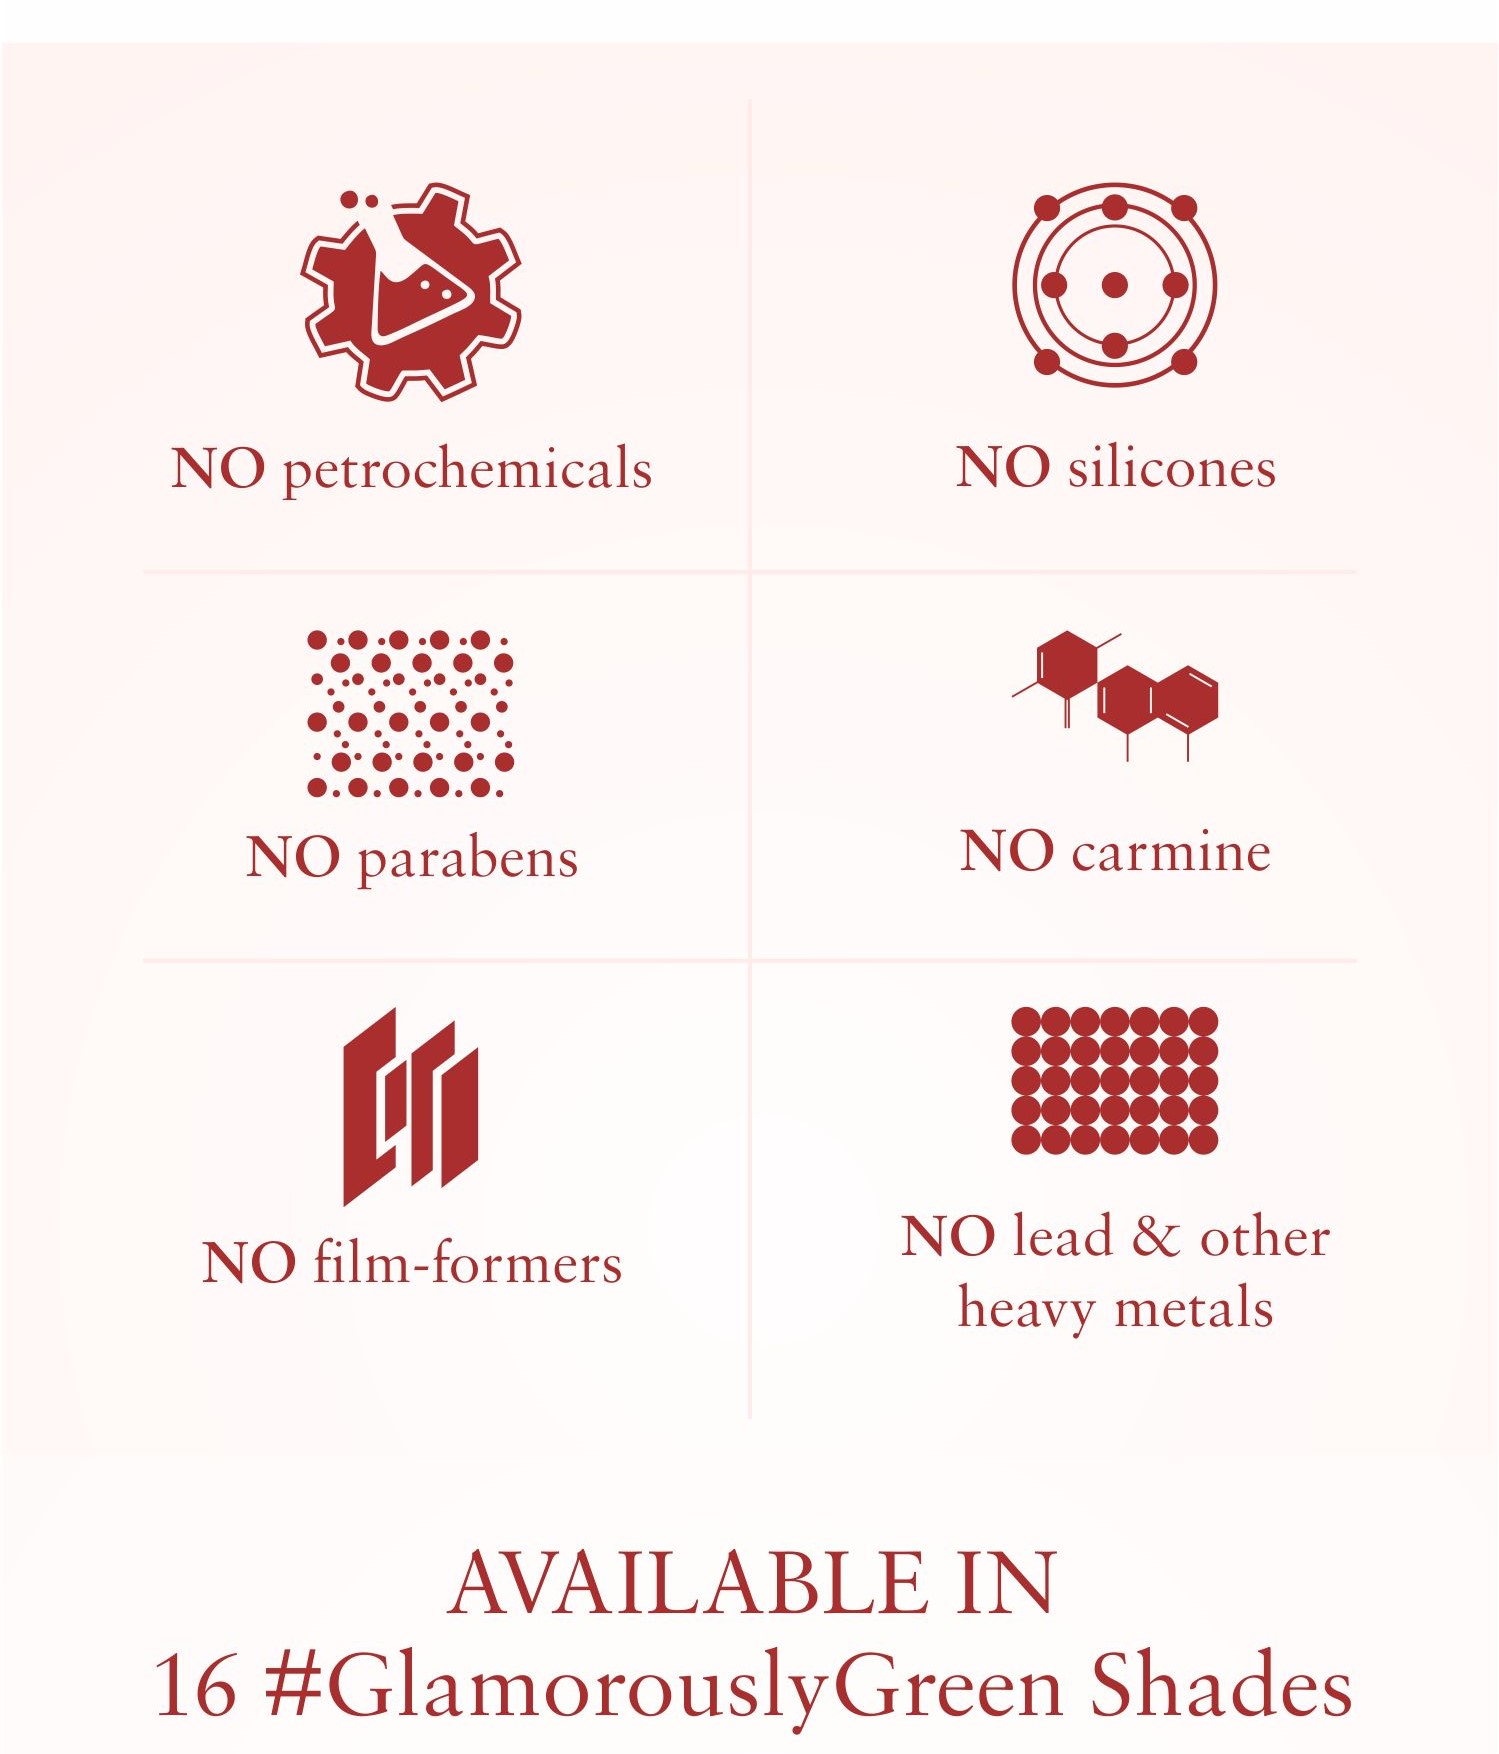 NO petrochemicals
NO silicones
NO parabens
NO carmine
NO film-formers
NO lead & other
heavy metals
AVAILABLE IN
16 #GlamorouslyGreen Shades